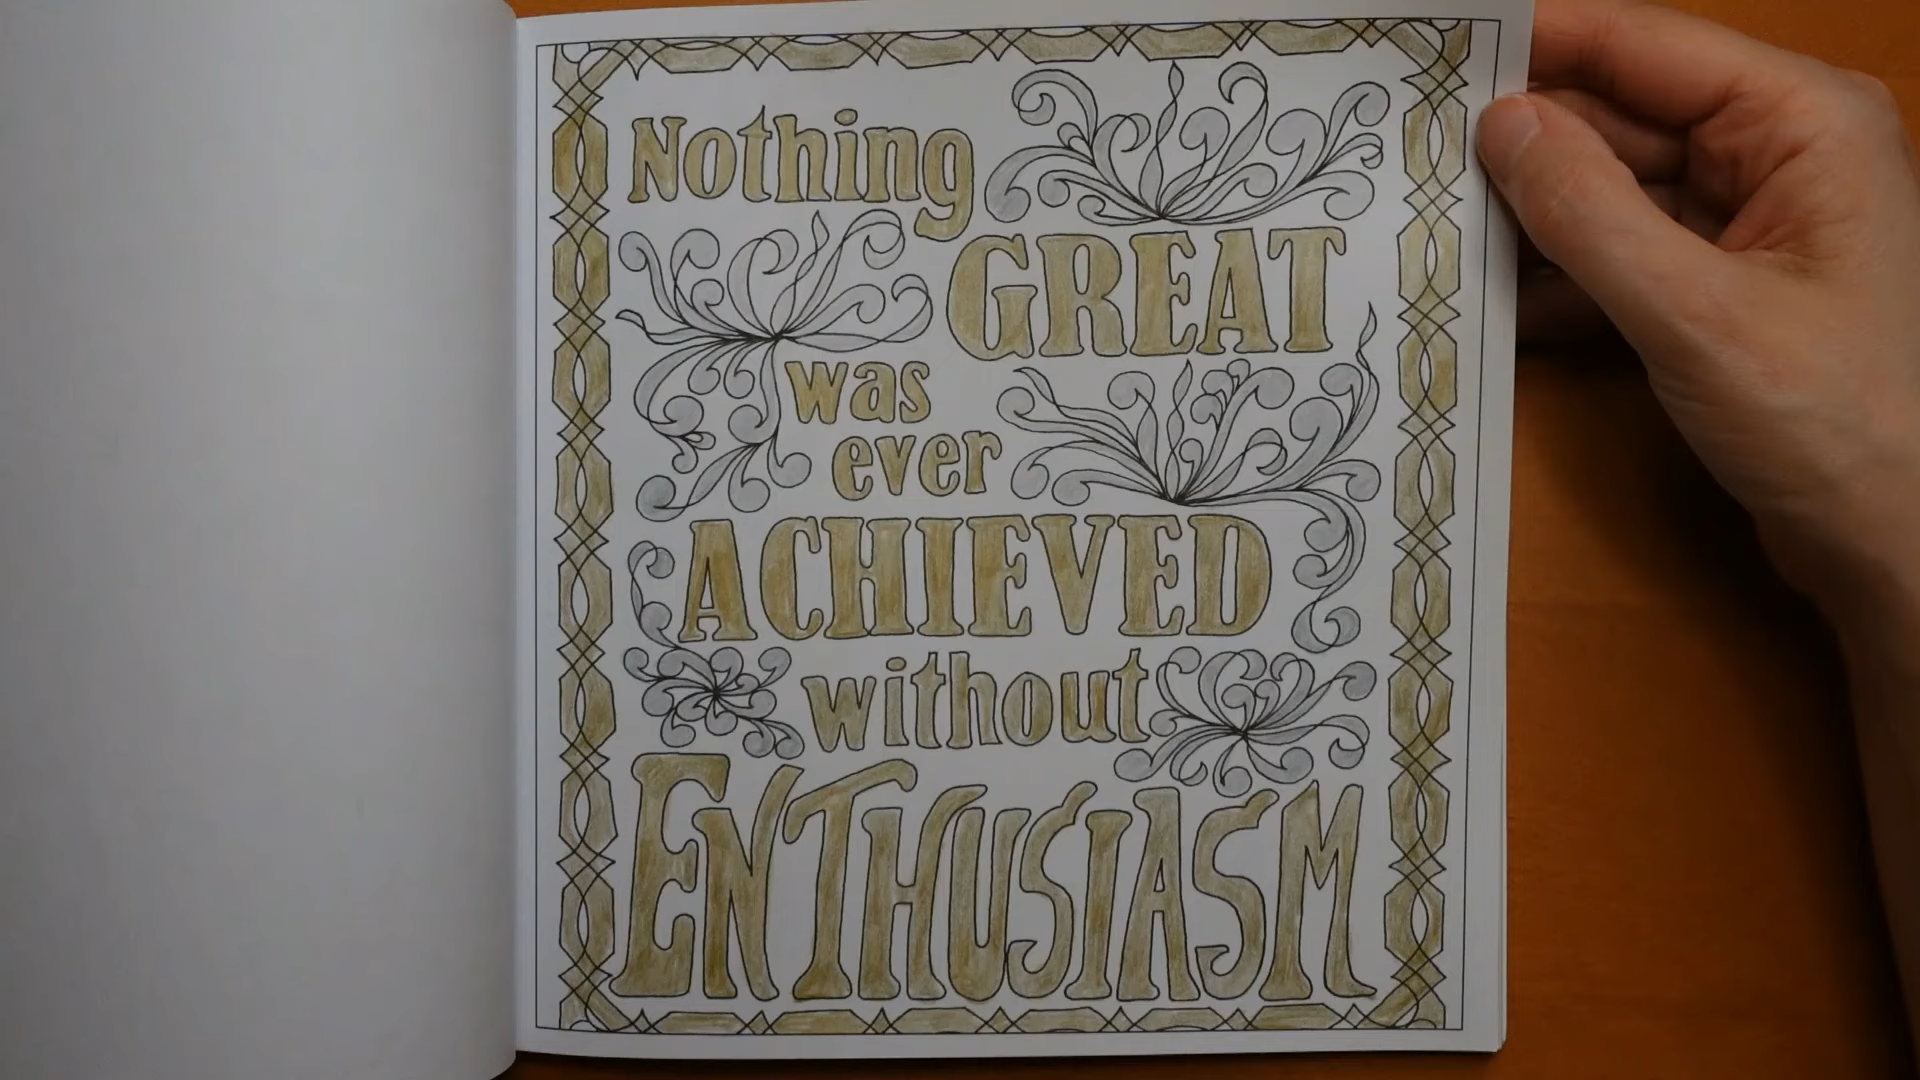 Nothing
GREAT
was
ever
ACHIEVED
without
ENTHUSIASM